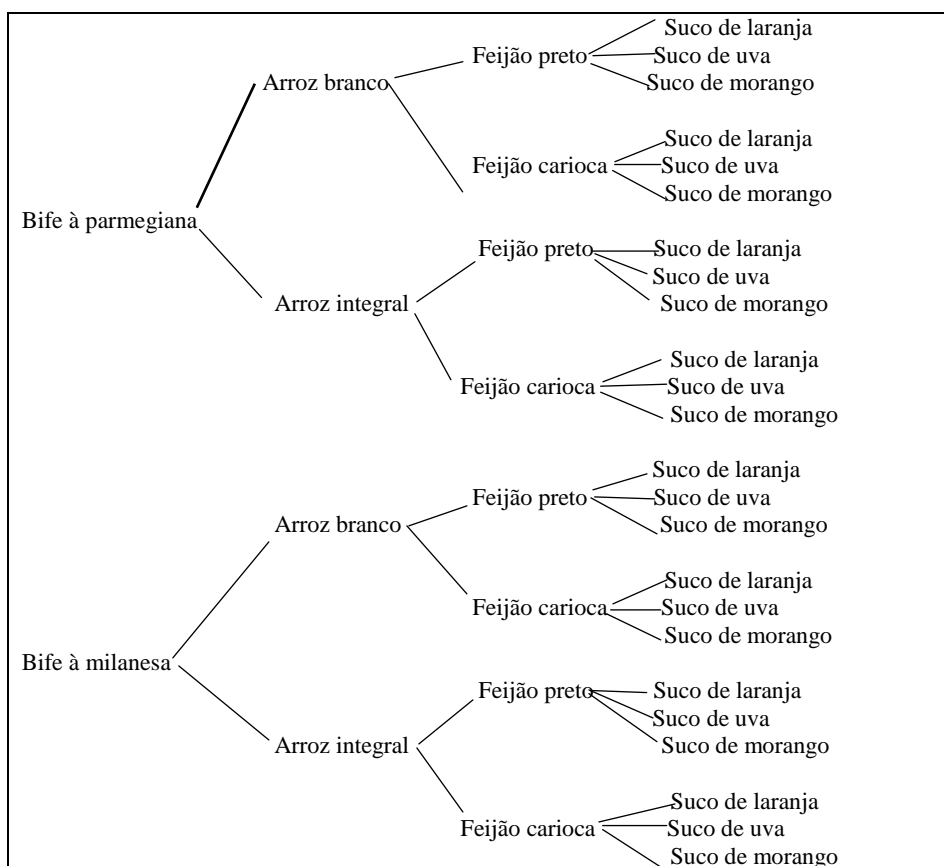 Suco de laranja
Feijão preto Suco de uva
Arroz branco Suco de morango
Suco de laranja
Feijão carioca Suco de uva
Suco de morango
Bife à parmegiana
Feijão preto Suco de laranja
Suco de uva
Arroz integral Suco de morango
Suco de laranja
Feijão carioca Suco de uva
Suco de morango
Suco de laranja
Feijão preto Suco de uva
Arroz branco Suco de morango
Suco de laranja
Feijão carioca Suco de uva
Suco de morango
Bife à milanesa
Feijão preto Suco de laranja
Suco de uva
Arroz integral Suco de morango
Suco de laranja
Feijão carioca Suco de uva
Suco de morango